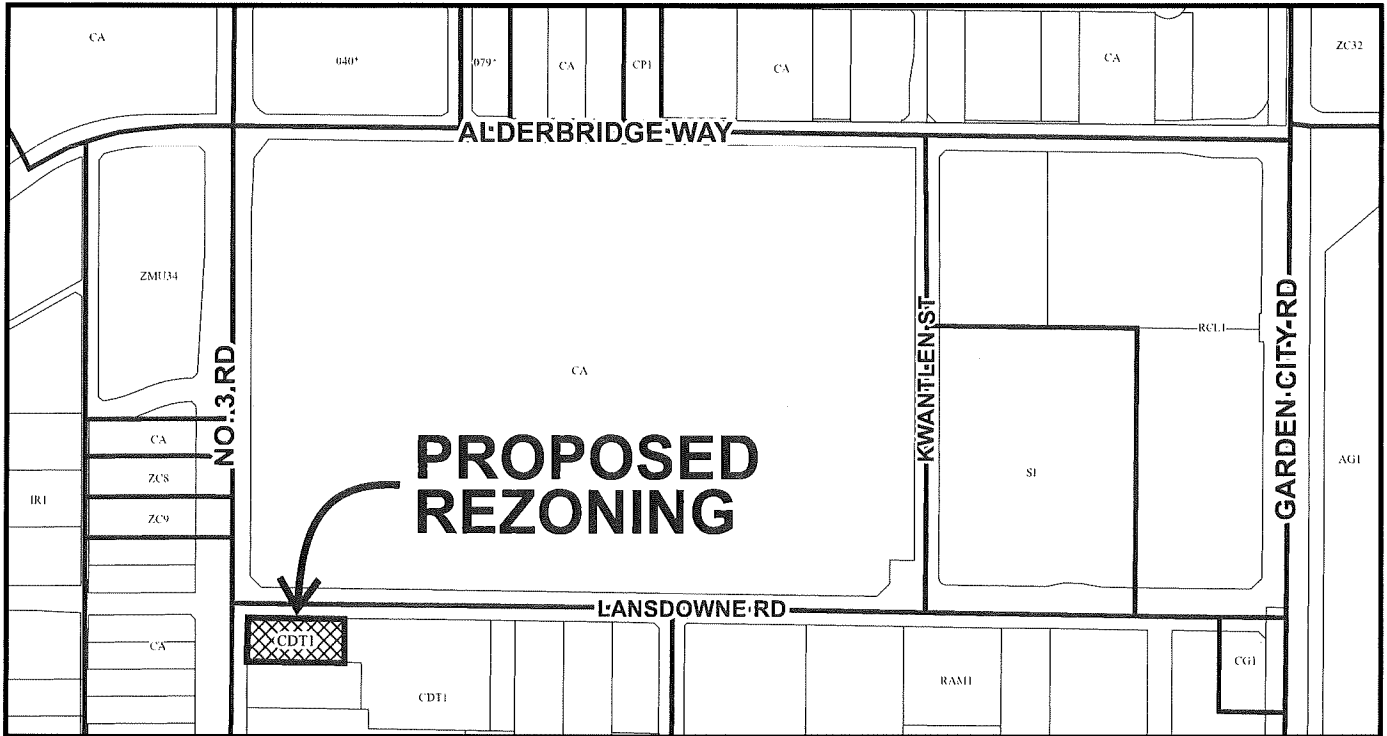 CA
040*
079*
CA
CP1
CA
CA
ZC32
ALDERBRIDGE WAY
ZMU34
NO. 3 RD
CA
KWANTLEN ST
RCL1
GARDEN CITY RD
CA
ZC8
ZC9
IR1
PROPOSED
REZONING
SI
AG1
LANSDOWNE RD
CDT1
CA
CDT1
RAM1
CG1